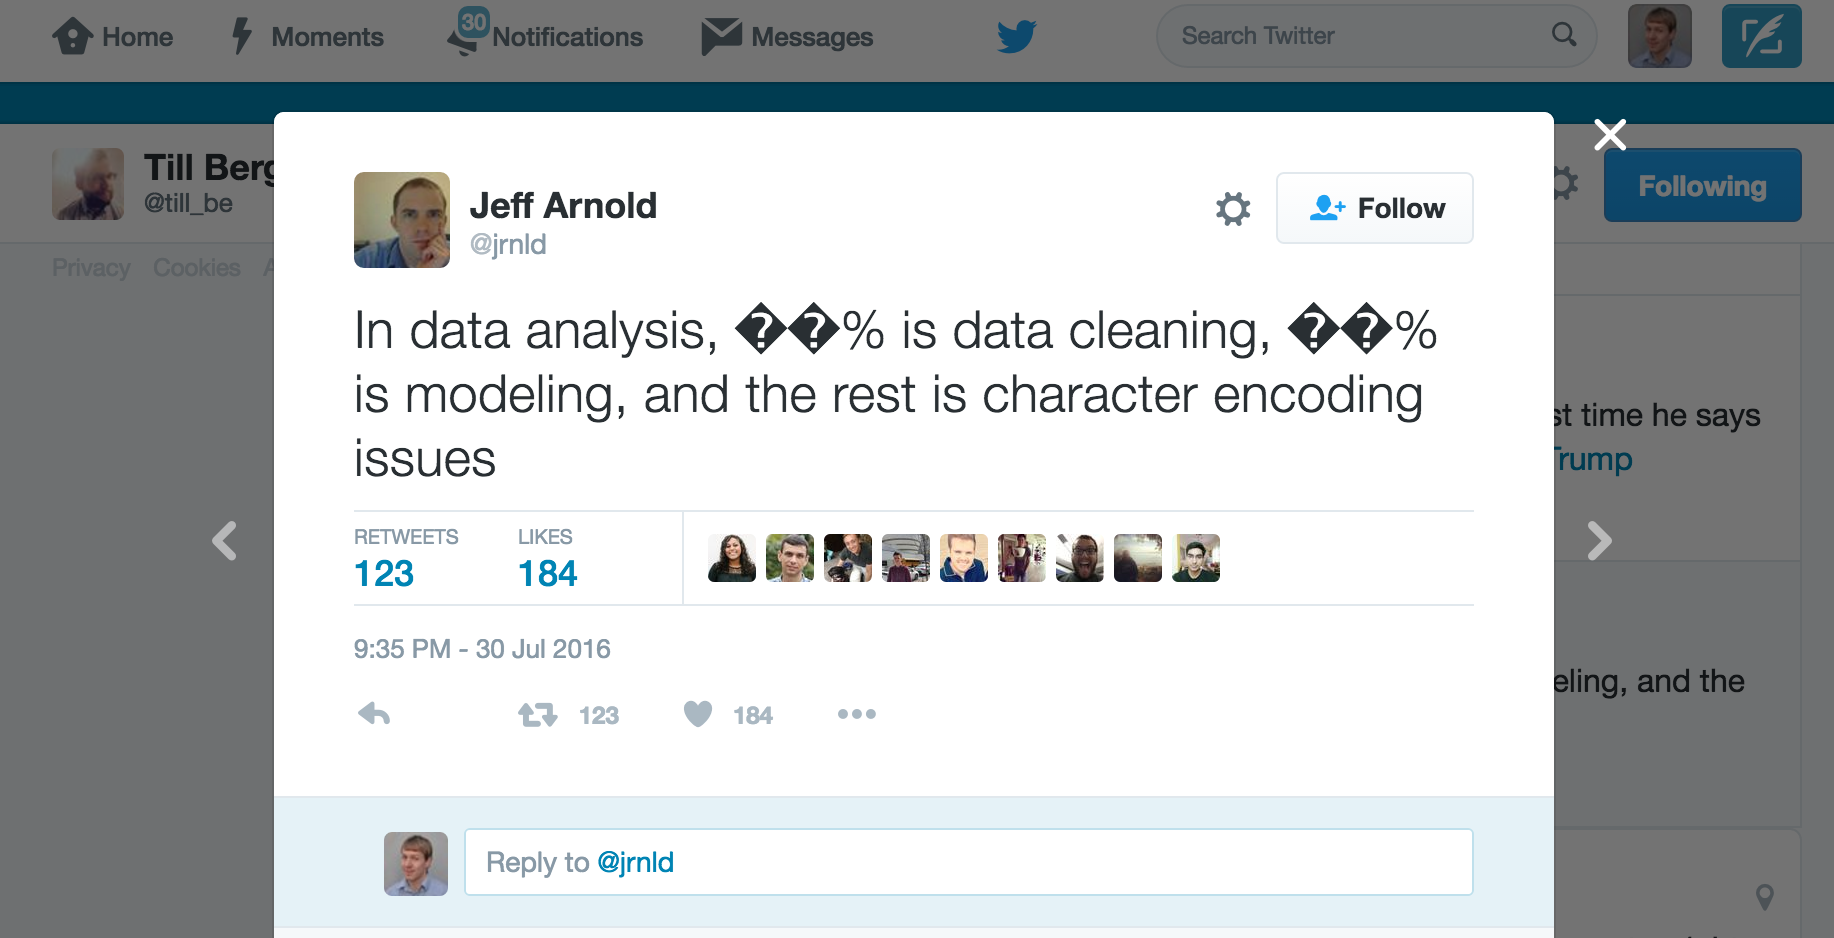 Home Moments 30 Notifications Messages Search Twitter
Till Berg
@till_be
Following
Privacy Cookies A
Jeff Arnold
@jrnld
Follow
In data analysis, ��% is data cleaning, ��%
is modeling, and the rest is character encoding
issues
RETWEETS LIKES
123 184
9:35 PM - 30 Jul 2016
123 184
Reply to @jrnld
st time he says
Trump
eling, and the